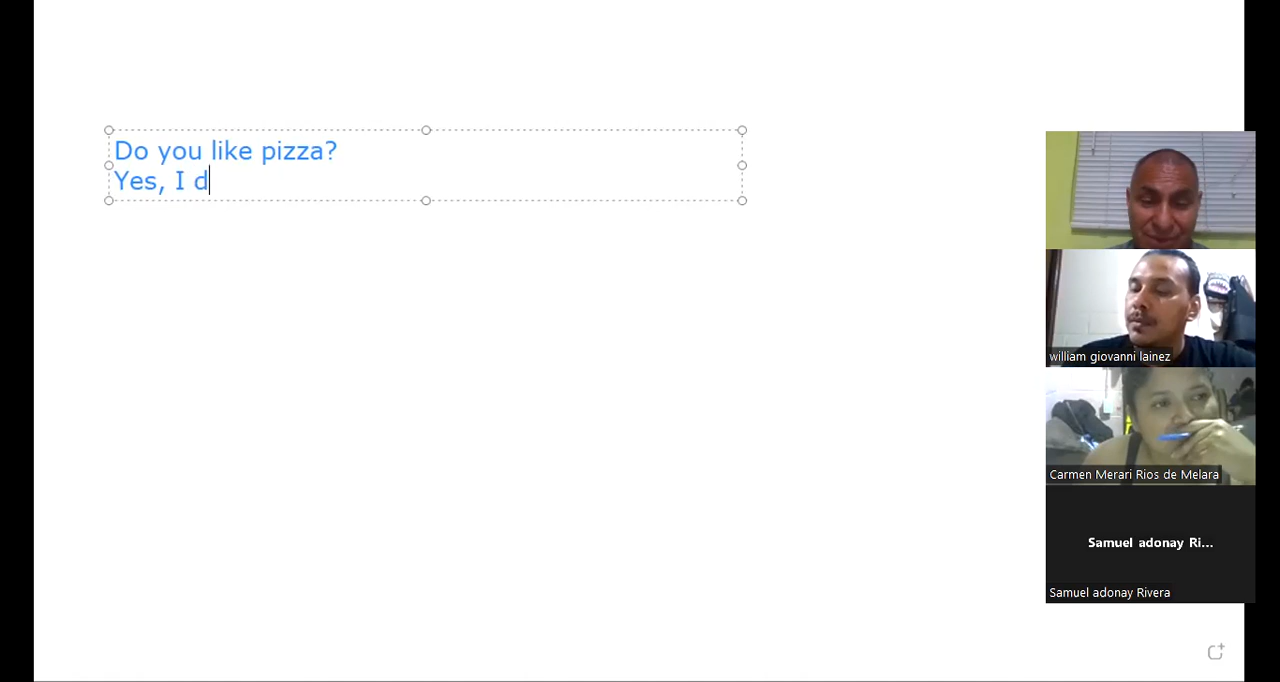 Do you like pizza?
Yes, I d
william giovanni lainez
Carmen Merari Rios de Melara
Samuel adonay Ri...
Samuel adonay Rivera